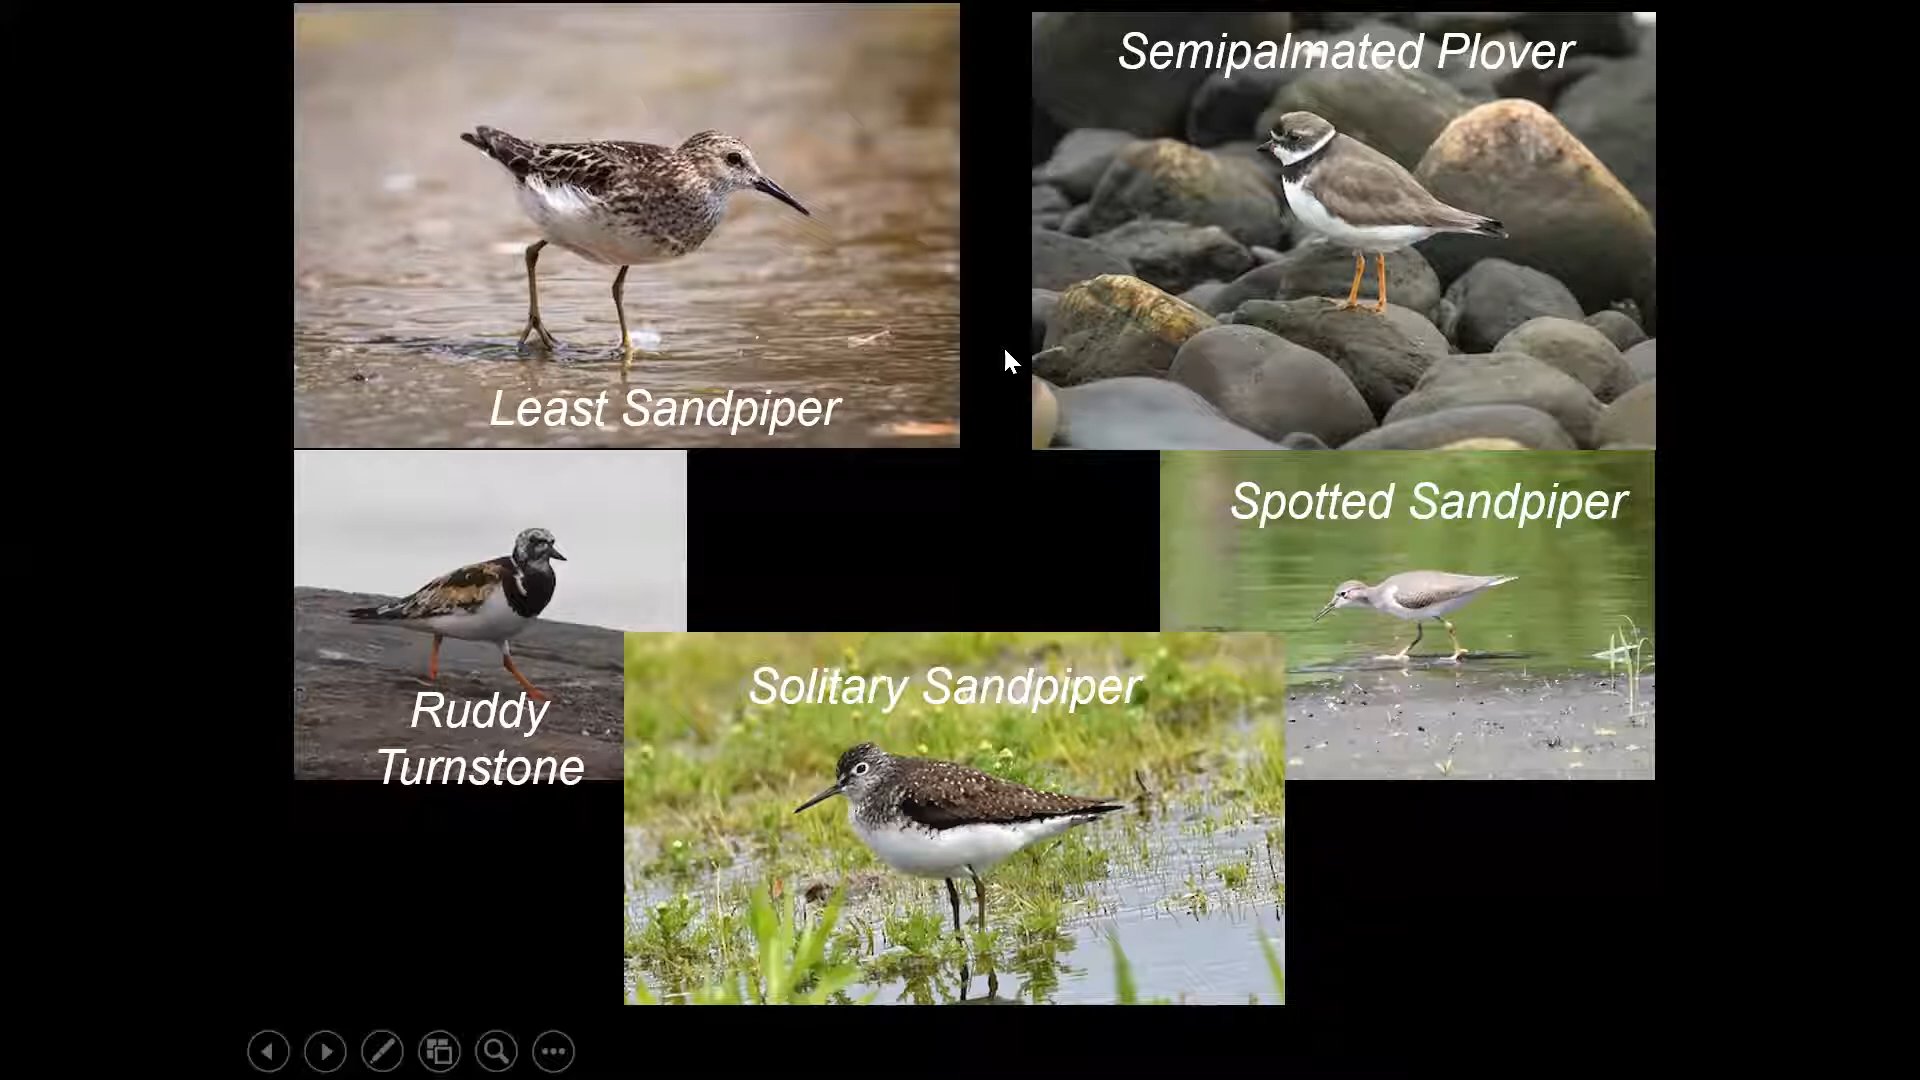 Semipalmated Plover
Least Sandpiper
Spotted Sandpiper
Solitary Sandpiper
Ruddy
Turnstone